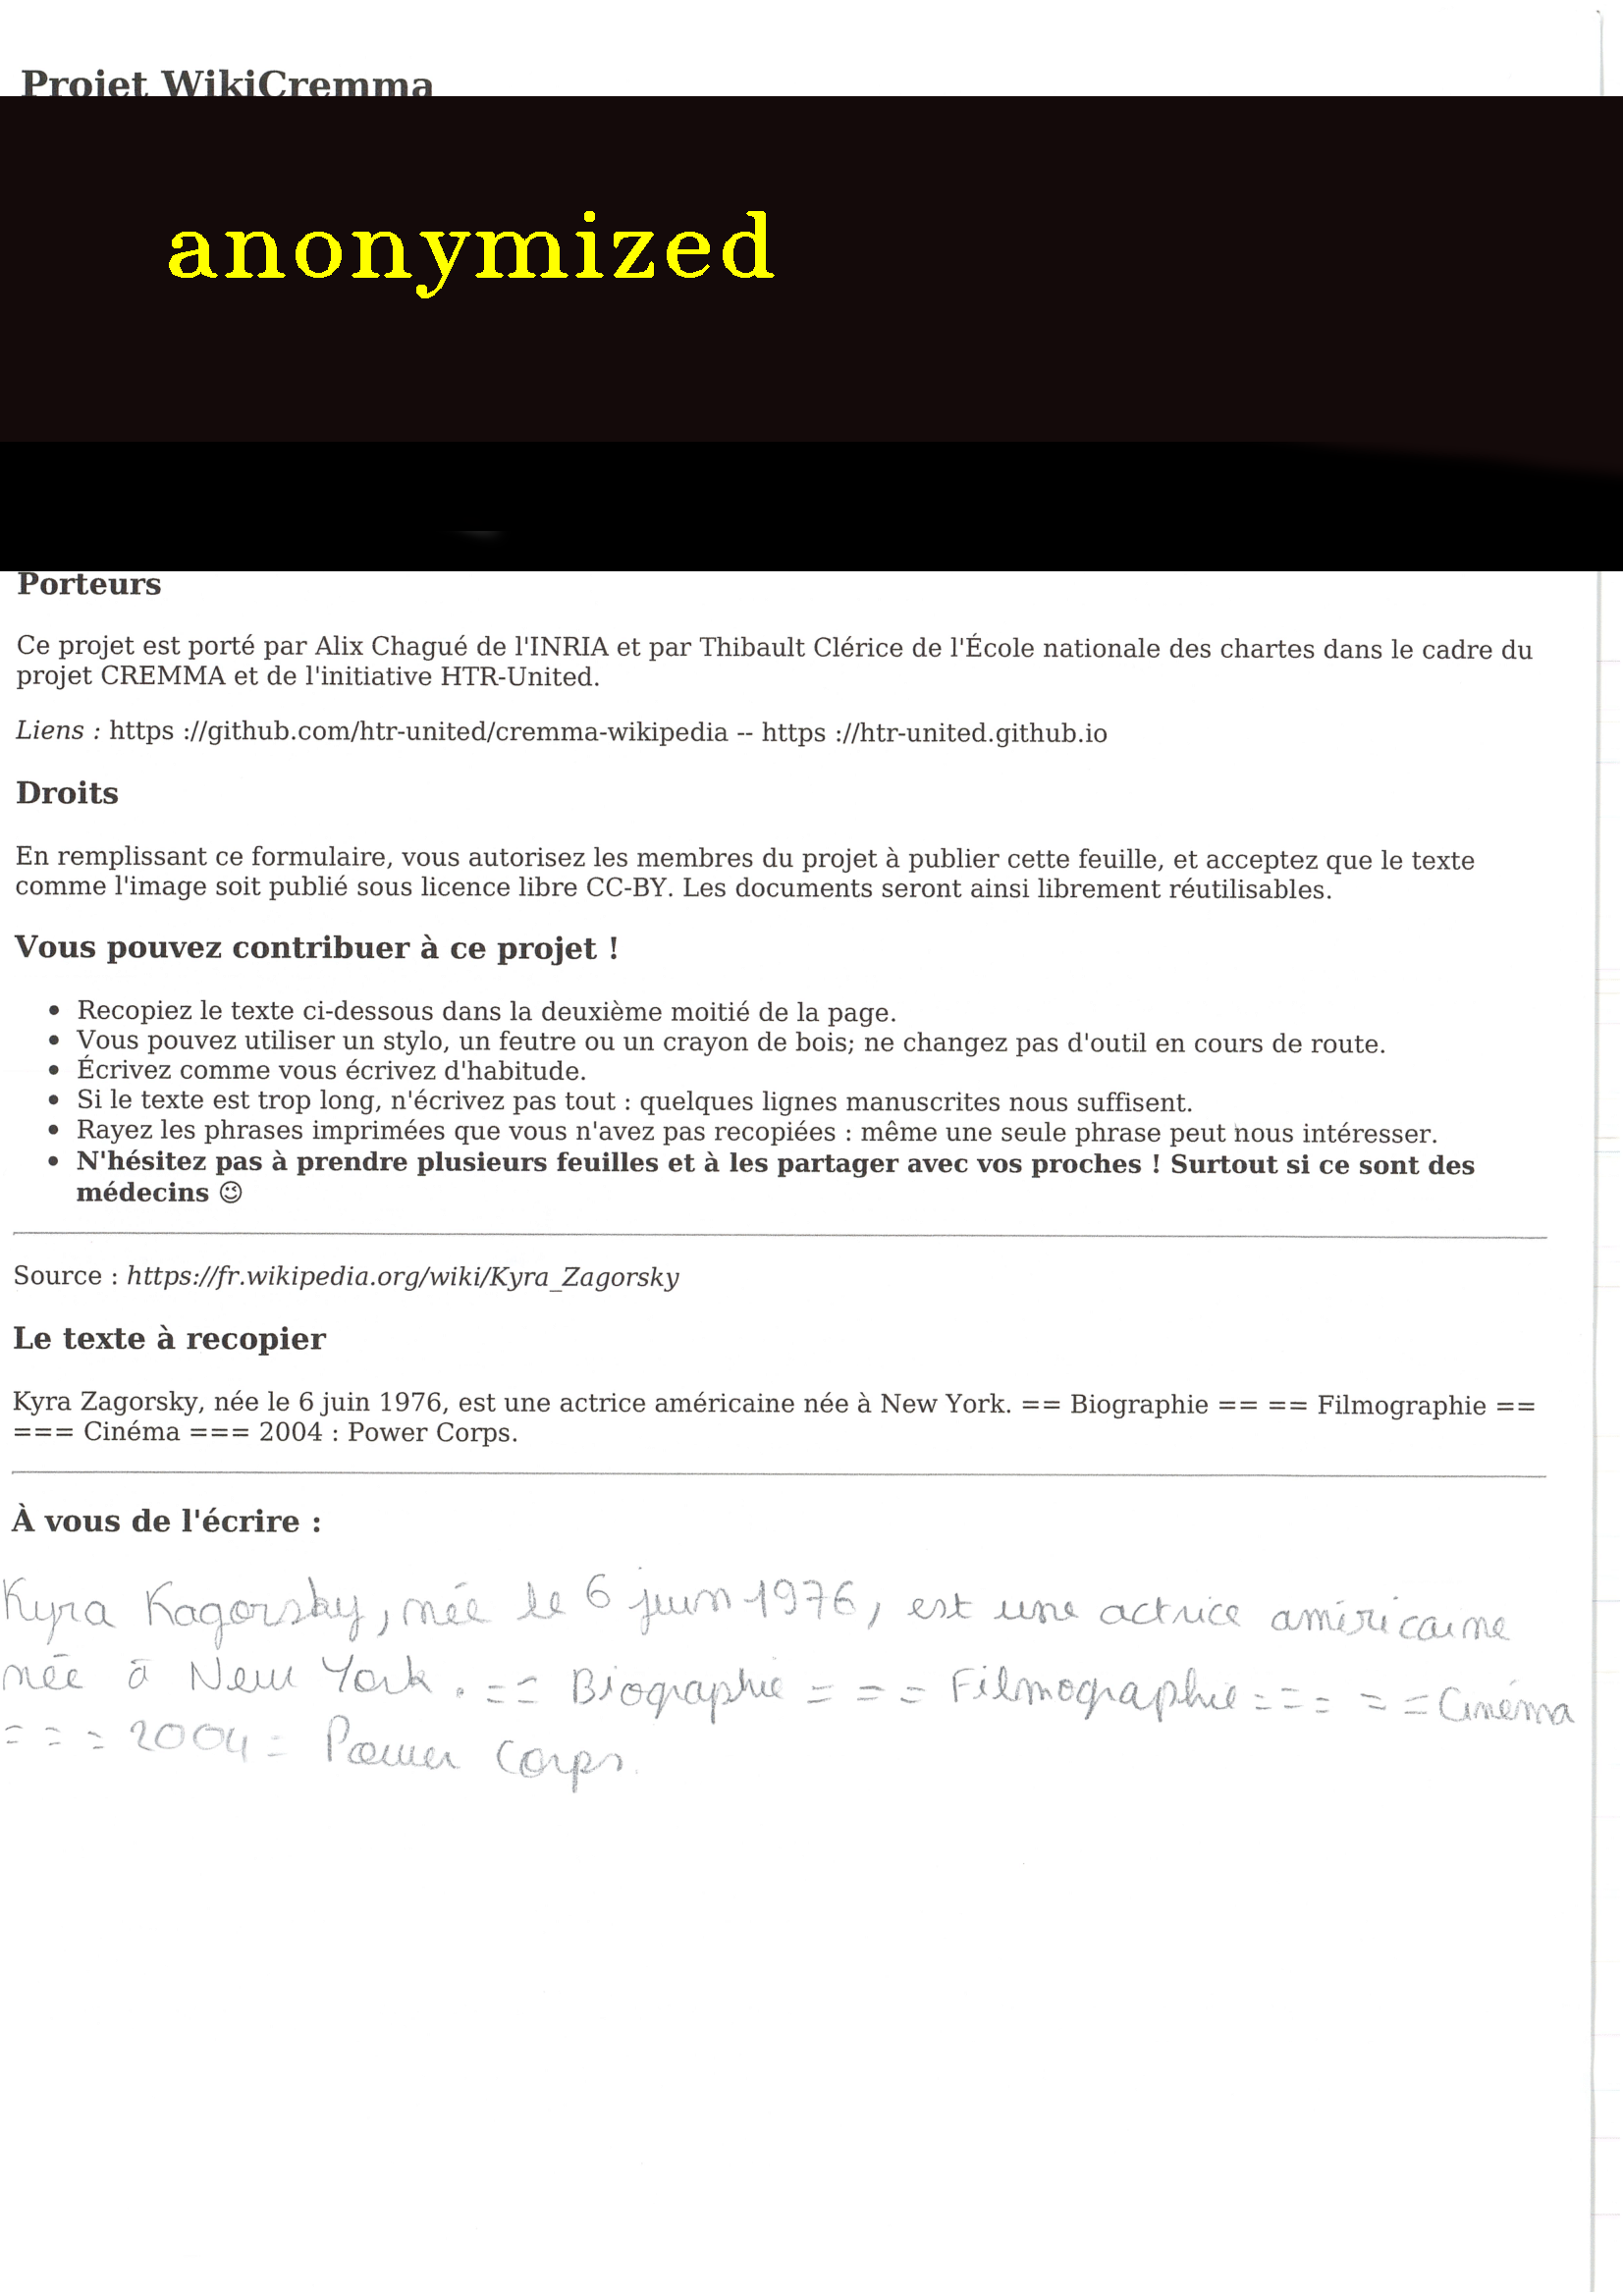 Projet WikiCremma
anonymized
Porteurs
Ce projet est porté par Alix Chagué de l'INRIA et par Thibault Clérice de l'École nationale des chartes dans le cadre du
projet CREMMA et de l'initiative HTR-United.
Liens : https ://github.com/htr-united/cremma-wikipedia -- https ://htr-united.github.io
Droits
En remplissant ce formulaire, vous autorisez les membres du projet à publier cette feuille, et acceptez que le texte
comme l'image soit publié sous licence libre CC-BY. Les documents seront ainsi librement réutilisables.
Vous pouvez contribuer à ce projet !
• Recopiez le texte ci-dessous dans la deuxième moitié de la page.
• Vous pouvez utiliser un stylo, un feutre ou un crayon de bois; ne changez pas d'outil en cours de route.
• Écrivez comme vous écrivez d'habitude.
• Si le texte est trop long, n'écrivez pas tout : quelques lignes manuscrites nous suffisent.
• Rayez les phrases imprimées que vous n'avez pas recopiées : même une seule phrase peut nous intéresser.
• N'hésitez pas à prendre plusieurs feuilles et à les partager avec vos proches ! Surtout si ce sont des
médecins 😉
Source : https://fr.wikipedia.org/wiki/Kyra_Zagorsky
Le texte à recopier
Kyra Zagorsky, née le 6 juin 1976, est une actrice américaine née à New York. == Biographie == == Filmographie ==
=== Cinéma === 2004 : Power Corps.
À vous de l'écrire :
Kyra Kagorsky, née le 6 juin 1976, est une actrice américaine
née à New York. == Biographie = = = Filmographie = = = = = Cinéma
= = = 2004 = Power Corps.